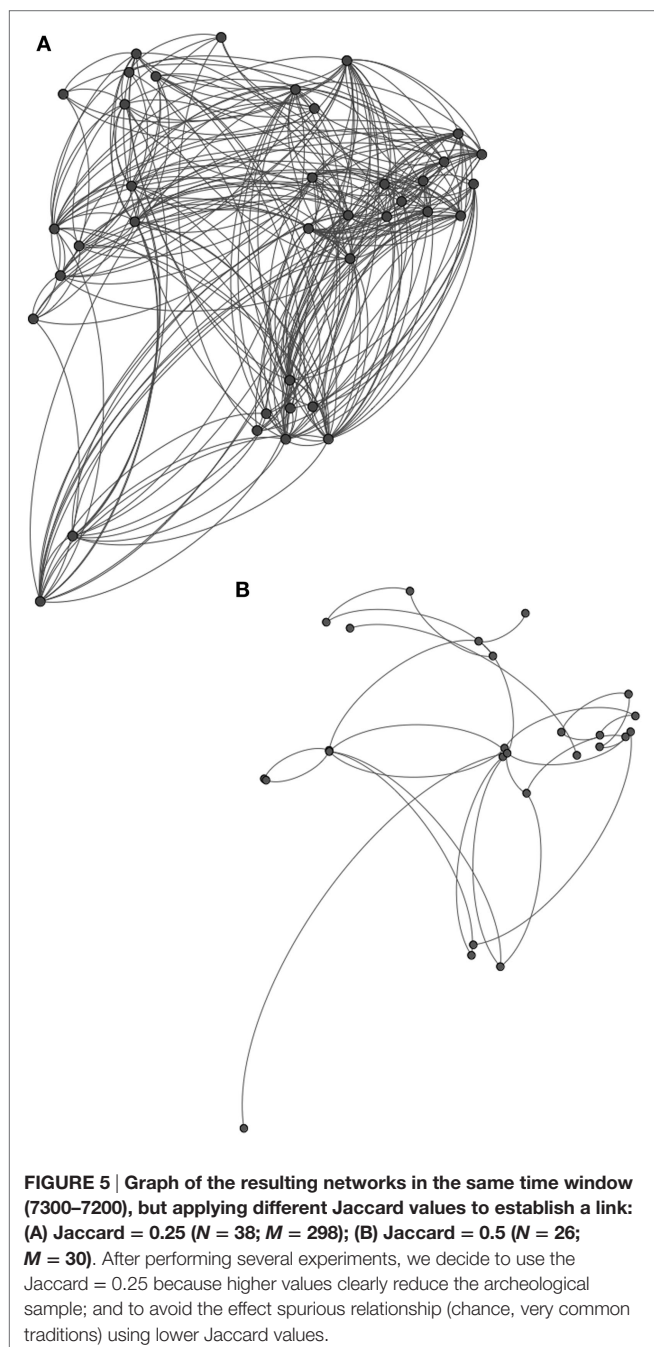 A
B
FIGURE 5 | Graph of the resulting networks in the same time window
(7300–7200), but applying different Jaccard values to establish a link:
(A) Jaccard = 0.25 (N = 38; M = 298); (B) Jaccard = 0.5 (N = 26;
M = 30). After performing several experiments, we decide to use the
Jaccard = 0.25 because higher values clearly reduce the archeological
sample; and to avoid the effect spurious relationship (chance, very common
traditions) using lower Jaccard values.